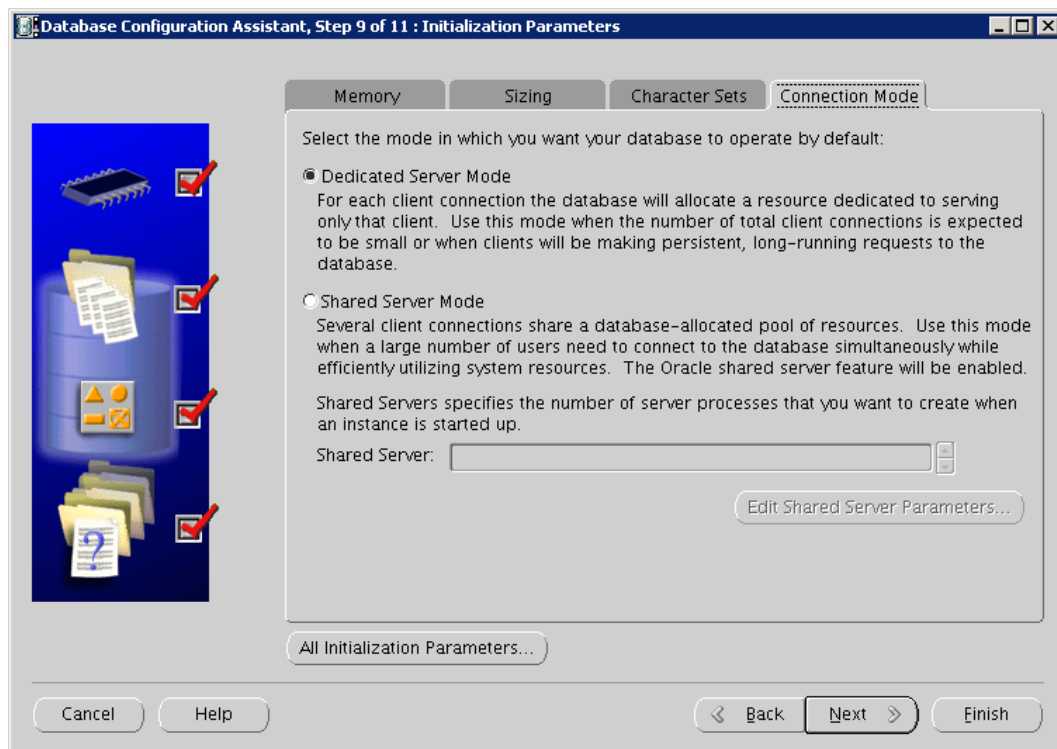 Database Configuration Assistant, Step 9 of 11 : Initialization Parameters
Memory
Sizing
Character Sets
Connection Mode
Select the mode in which you want your database to operate by default:
Dedicated Server Mode
For each client connection the database will allocate a resource dedicated to serving
only that client.  Use this mode when the number of total client connections is expected
to be small or when clients will be making persistent, long-running requests to the
database.
Shared Server Mode
Several client connections share a database-allocated pool of resources.  Use this mode
when a large number of users need to connect to the database simultaneously while
efficiently utilizing system resources.  The Oracle shared server feature will be enabled.
Shared Servers specifies the number of server processes that you want to create when
an instance is started up.
Shared Server:
Edit Shared Server Parameters...
?
All Initialization Parameters...
Cancel
Help
Back
Next
Finish